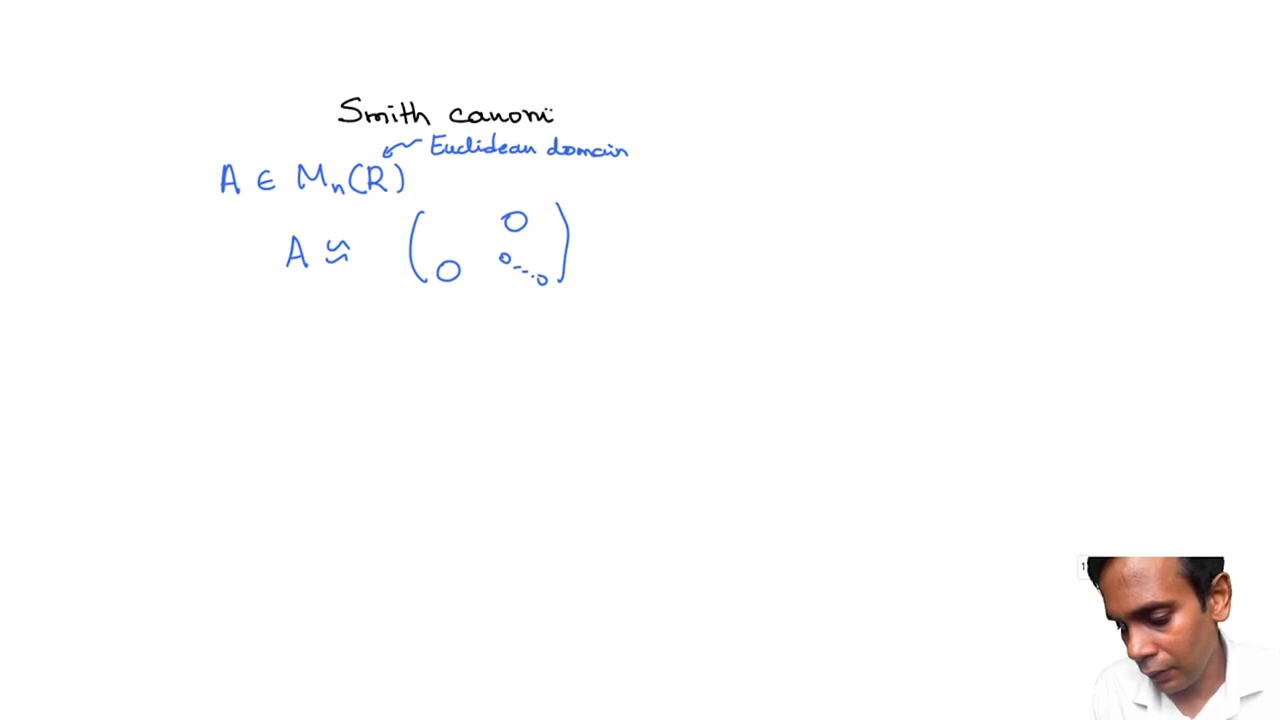 Smith canoni
Euclidean domain
A ∈ Mₙ(R)
A ≈ ( 0
0 0...0 )